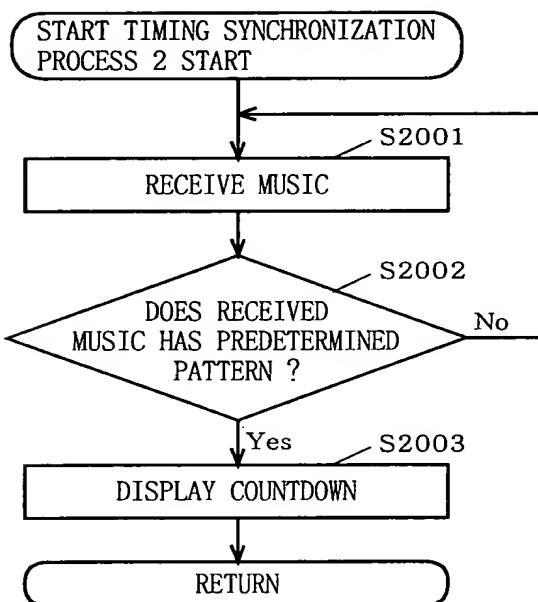 START TIMING SYNCHRONIZATION
PROCESS 2 START
S2001
RECEIVE MUSIC
S2002
DOES RECEIVED
MUSIC HAS PREDETERMINED
PATTERN ?
No
Yes
S2003
DISPLAY COUNTDOWN
RETURN